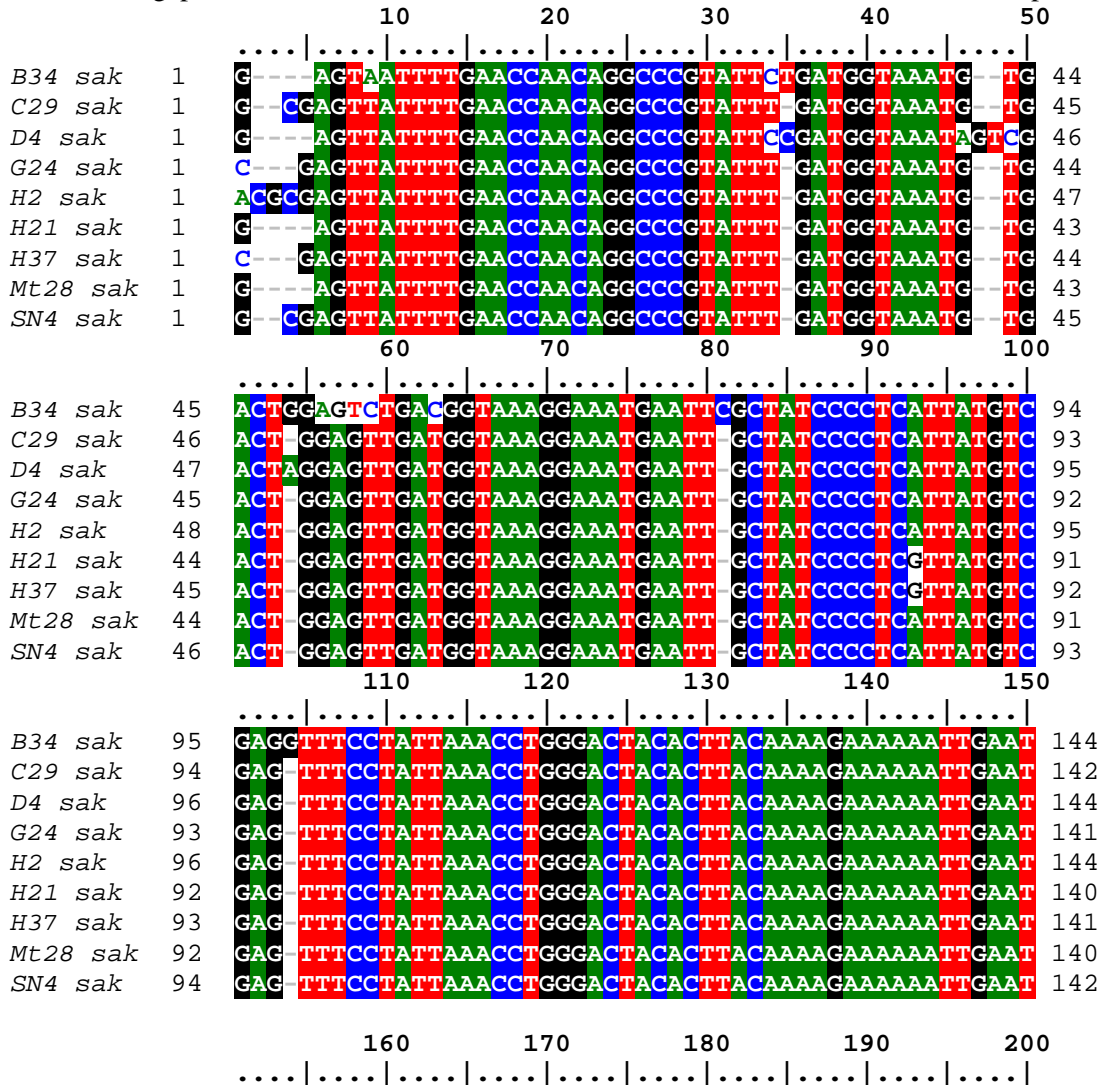 10 20 30 40 50
....|....|....|....|....|....|....|....|....|....|
B34 sak 1 G----AGTAATTTTGAACCAACAGGCCCGTATTCTGATGGTAAATG--TG 44
C29 sak 1 G--CGAGTTATTTTGAACCAACAGGCCCGTATTT-GATGGTAAATG--TG 45
D4 sak 1 G----AGTTATTTTGAACCAACAGGCCCGTATTCCGATGGTAAATAGTCG 46
G24 sak 1 C---GAGTTATTTTGAACCAACAGGCCCGTATTT-GATGGTAAATG--TG 44
H2 sak 1 ACGCGAGTTATTTTGAACCAACAGGCCCGTATTT-GATGGTAAATG--TG 47
H21 sak 1 G----AGTTATTTTGAACCAACAGGCCCGTATTT-GATGGTAAATG--TG 43
H37 sak 1 C---GAGTTATTTTGAACCAACAGGCCCGTATTT-GATGGTAAATG--TG 44
Mt28 sak 1 G----AGTTATTTTGAACCAACAGGCCCGTATTT-GATGGTAAATG--TG 43
SN4 sak 1 G--CGAGTTATTTTGAACCAACAGGCCCGTATTT-GATGGTAAATG--TG 45
60 70 80 90 100
....|....|....|....|....|....|....|....|....|....|
B34 sak 45 ACTGGAGTCTGACGGTAAAGGAAATGAATTCGCTATCCCCTCATTATGTC 94
C29 sak 46 ACT-GGAGTTGATGGTAAAGGAAATGAATT-GCTATCCCCTCATTATGTC 93
D4 sak 47 ACTAGGAGTTGATGGTAAAGGAAATGAATT-GCTATCCCCTCATTATGTC 95
G24 sak 45 ACT-GGAGTTGATGGTAAAGGAAATGAATT-GCTATCCCCTCATTATGTC 92
H2 sak 48 ACT-GGAGTTGATGGTAAAGGAAATGAATT-GCTATCCCCTCATTATGTC 95
H21 sak 44 ACT-GGAGTTGATGGTAAAGGAAATGAATT-GCTATCCCCTCGTTATGTC 91
H37 sak 45 ACT-GGAGTTGATGGTAAAGGAAATGAATT-GCTATCCCCTCGTTATGTC 92
Mt28 sak 44 ACT-GGAGTTGATGGTAAAGGAAATGAATT-GCTATCCCCTCATTATGTC 91
SN4 sak 46 ACT-GGAGTTGATGGTAAAGGAAATGAATT-GCTATCCCCTCATTATGTC 93
110 120 130 140 150
....|....|....|....|....|....|....|....|....|....|
B34 sak 95 GAGGTTTCCTATTAAACCTGGGACTACACTTACAAAAGAAAAAATTGAAT 144
C29 sak 94 GAG-TTTCCTATTAAACCTGGGACTACACTTACAAAAGAAAAAATTGAAT 142
D4 sak 96 GAG-TTTCCTATTAAACCTGGGACTACACTTACAAAAGAAAAAATTGAAT 144
G24 sak 93 GAG-TTTCCTATTAAACCTGGGACTACACTTACAAAAGAAAAAATTGAAT 141
H2 sak 96 GAG-TTTCCTATTAAACCTGGGACTACACTTACAAAAGAAAAAATTGAAT 144
H21 sak 92 GAG-TTTCCTATTAAACCTGGGACTACACTTACAAAAGAAAAAATTGAAT 140
H37 sak 93 GAG-TTTCCTATTAAACCTGGGACTACACTTACAAAAGAAAAAATTGAAT 141
Mt28 sak 92 GAG-TTTCCTATTAAACCTGGGACTACACTTACAAAAGAAAAAATTGAAT 140
SN4 sak 94 GAG-TTTCCTATTAAACCTGGGACTACACTTACAAAAGAAAAAATTGAAT 142
160 170 180 190 200
....|....|....|....|....|....|....|....|....|....|